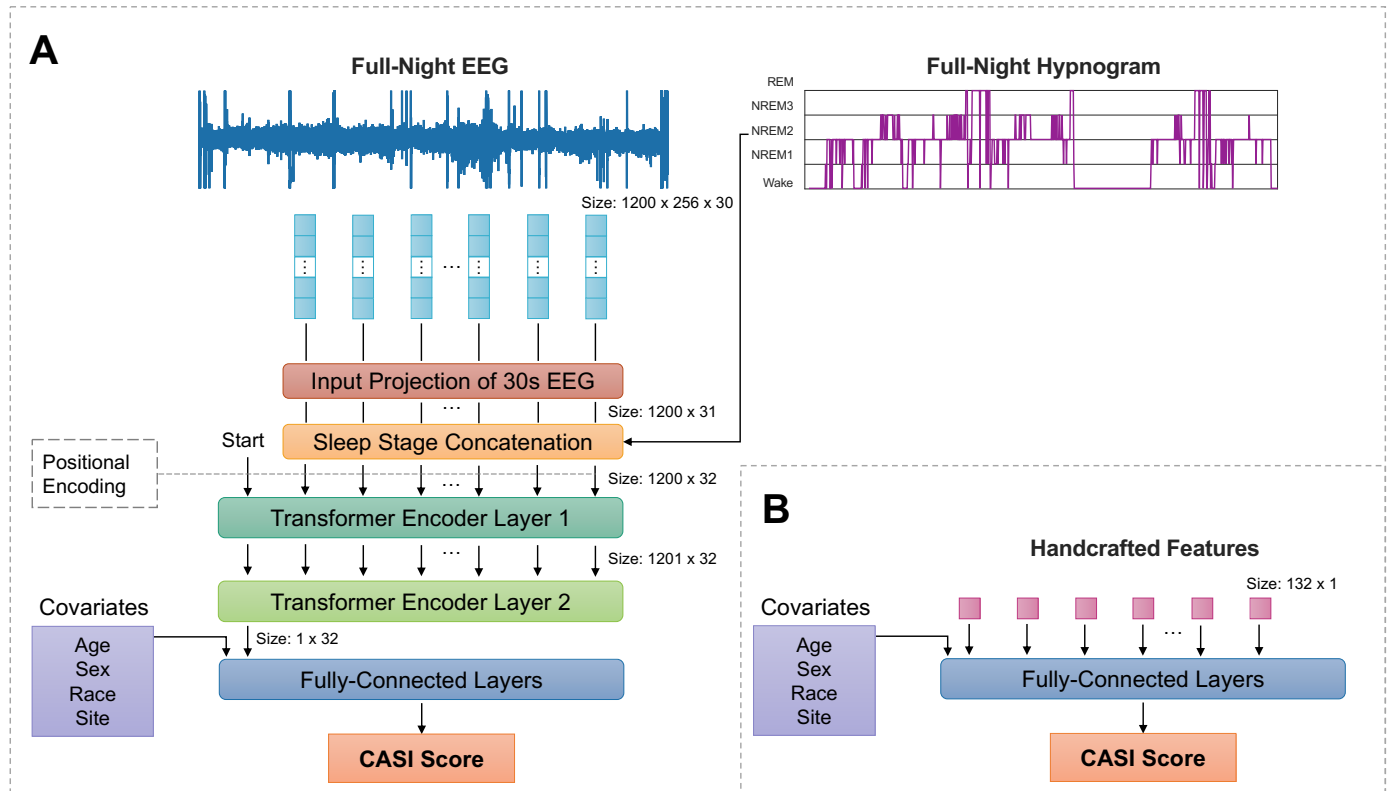 A
Full-Night EEG
Full-Night Hypnogram
REM
NREM3
NREM2
NREM1
Wake
Size: 1200 x 256 x 30
...
Input Projection of 30s EEG
...
Size: 1200 x 31
Start
Sleep Stage Concatenation
Positional
Encoding
...
Size: 1200 x 32
Transformer Encoder Layer 1
...
Size: 1201 x 32
Transformer Encoder Layer 2
Covariates
Age
Sex
Race
Site
Size: 1 x 32
Fully-Connected Layers
CASI Score
B
Handcrafted Features
Size: 132 x 1
Covariates
Age
Sex
Race
Site
...
Fully-Connected Layers
CASI Score